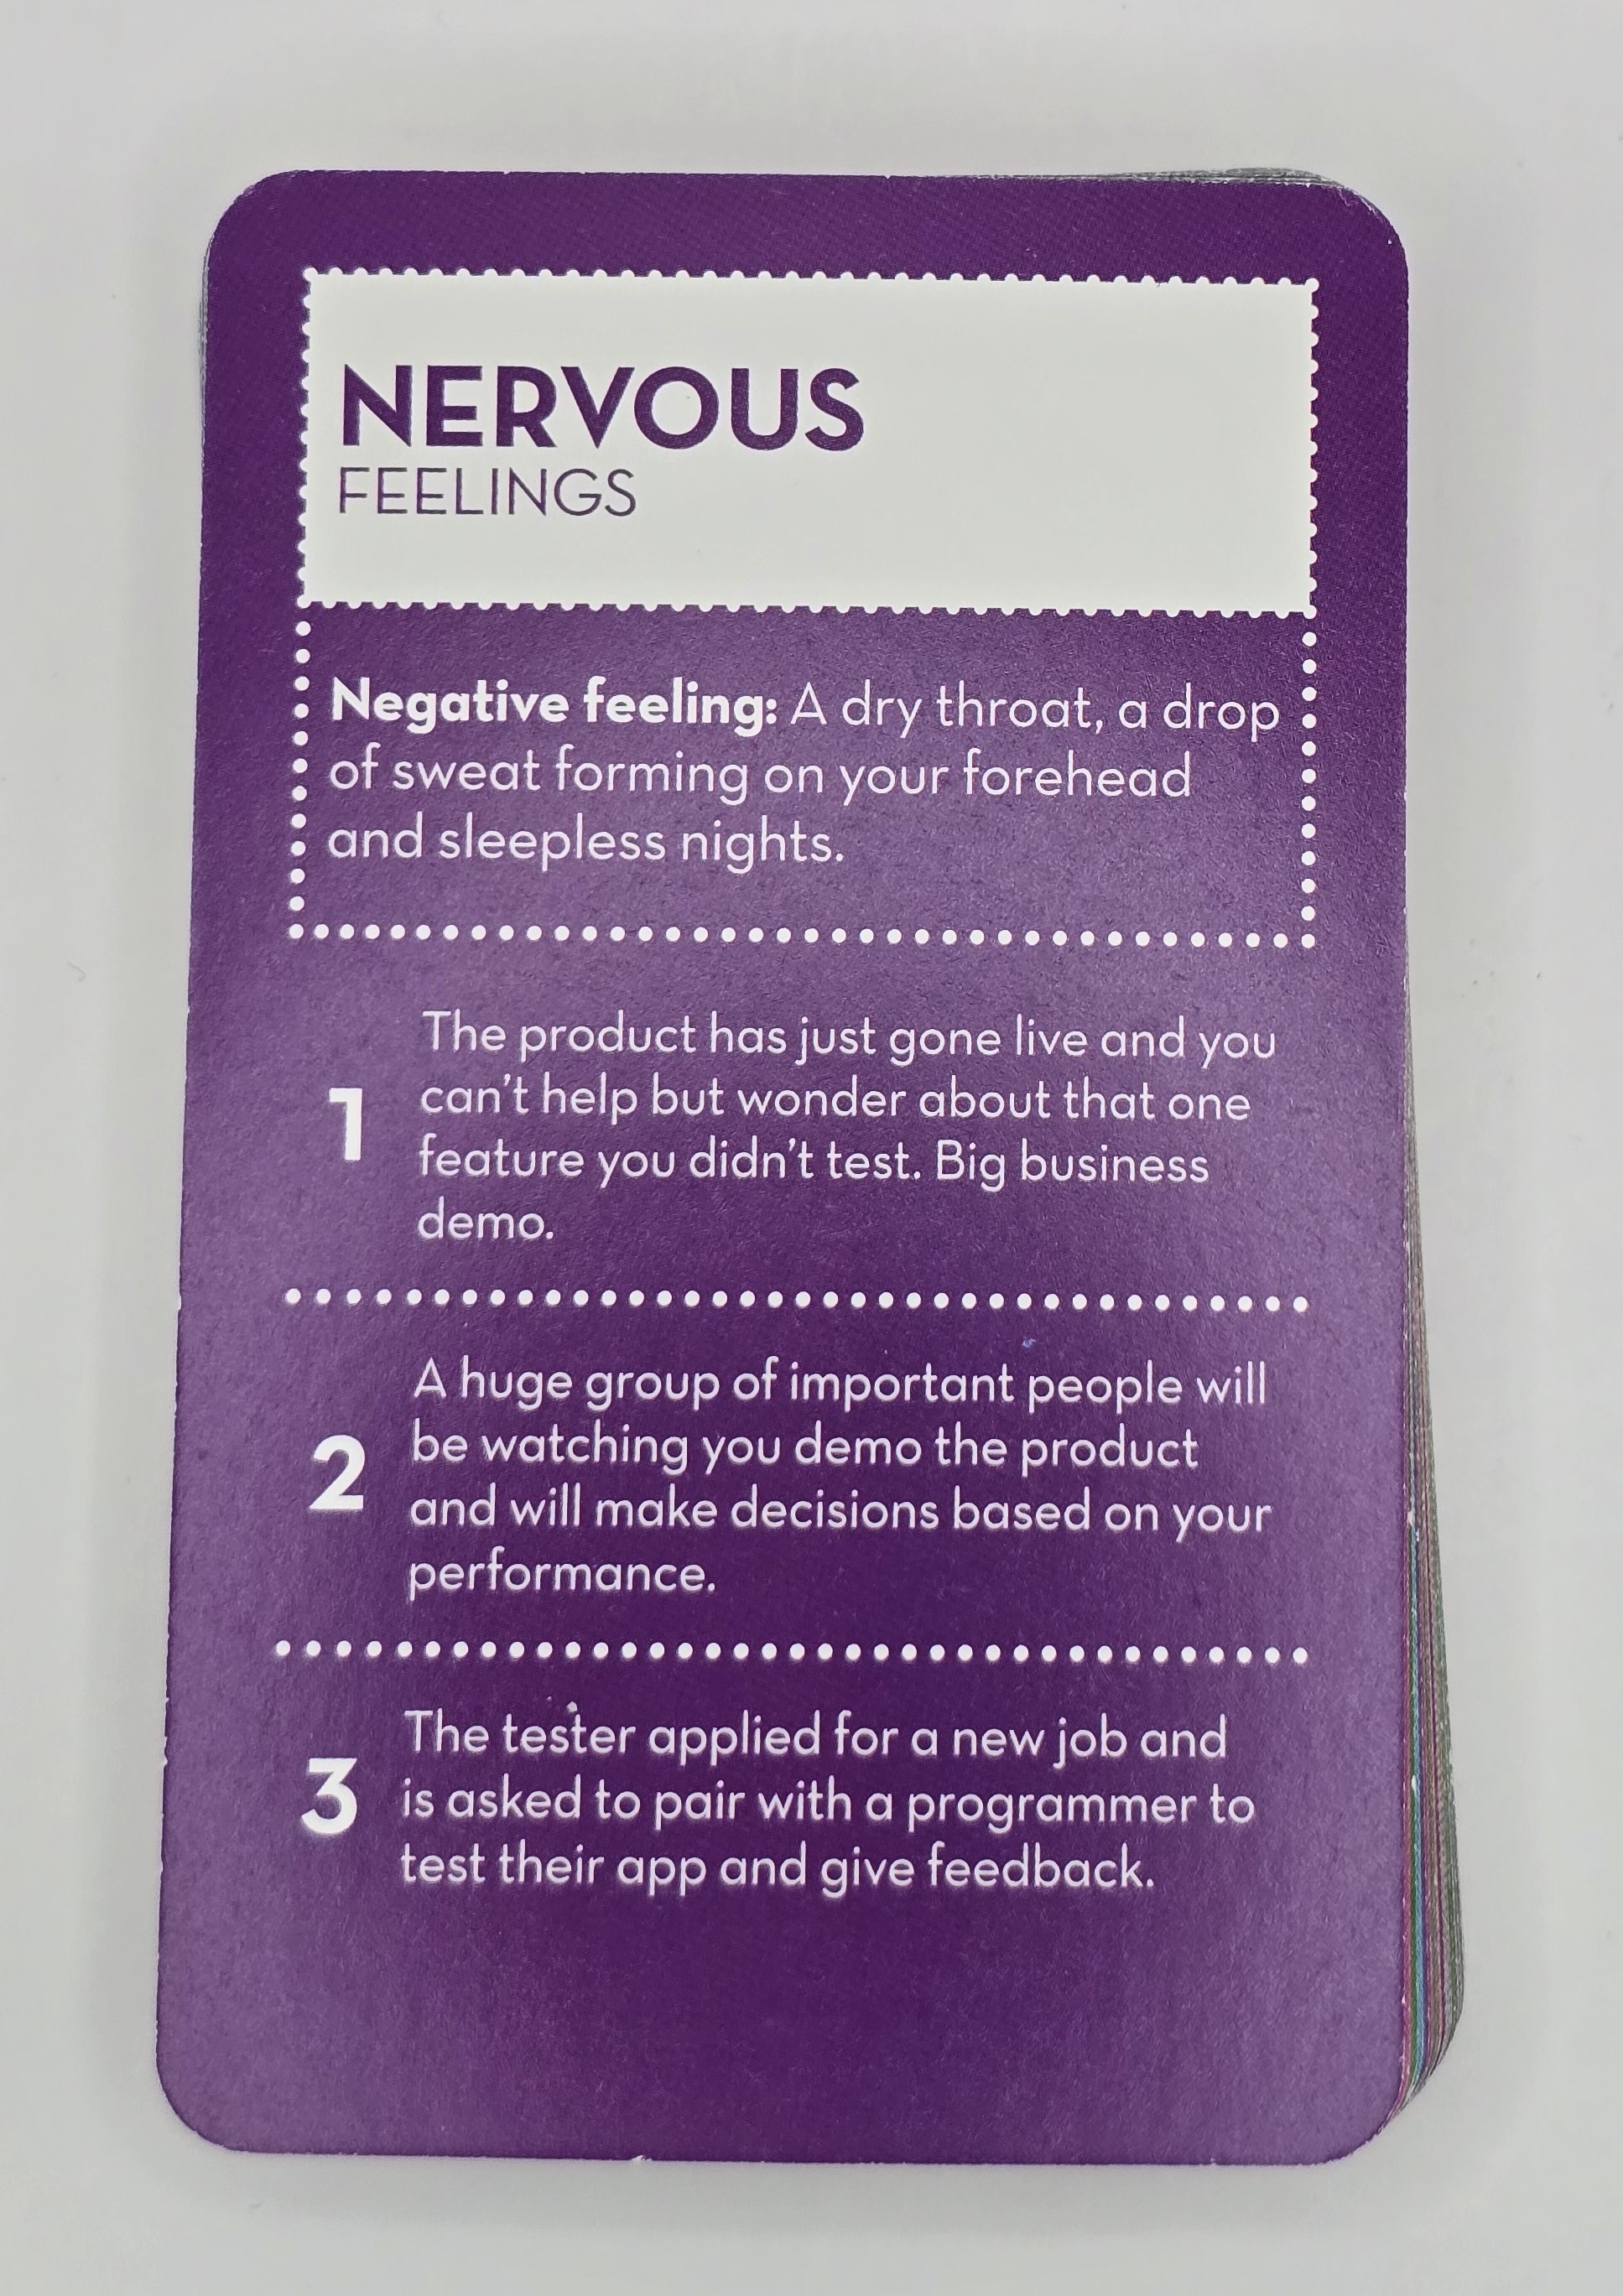 NERVOUS
FEELINGS
Negative feeling: A dry throat, a drop
of sweat forming on your forehead
and sleepless nights.
1
The product has just gone live and you
can't help but wonder about that one
feature you didn't test. Big business
demo.
2
A huge group of important people will
be watching you demo the product
and will make decisions based on your
performance.
3
The tester applied for a new job and
is asked to pair with a programmer to
test their app and give feedback.